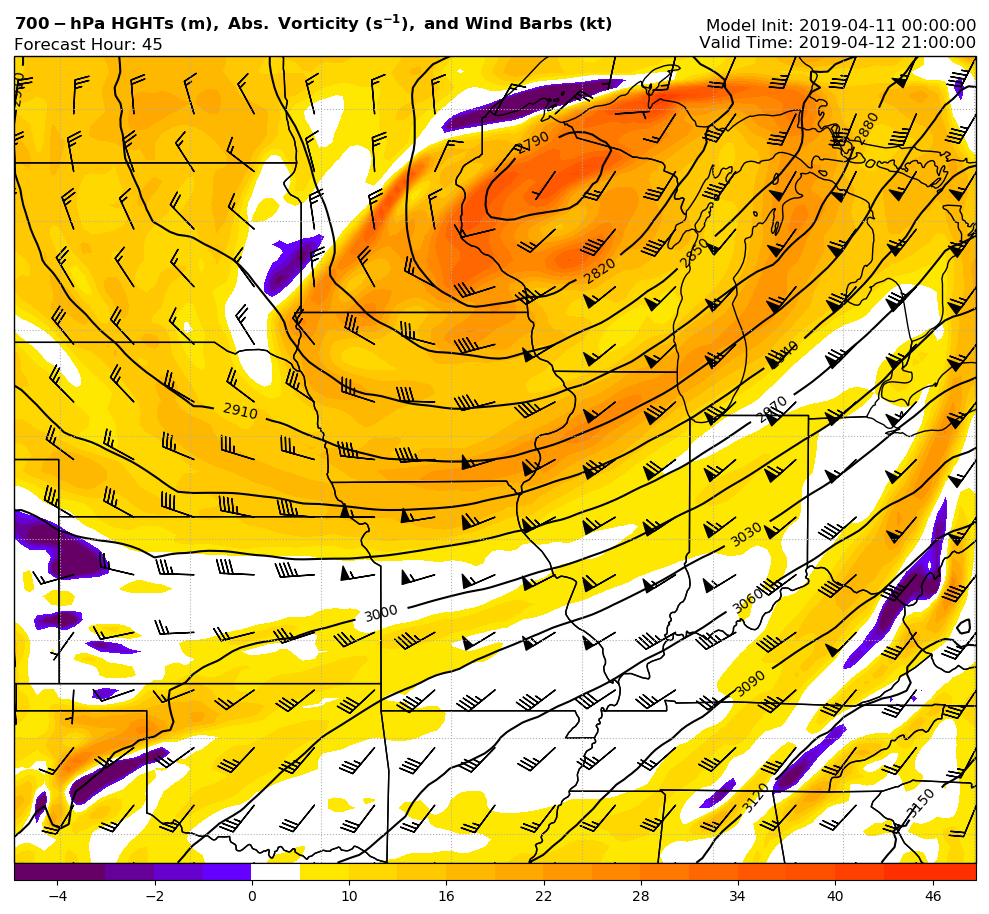 700−hPa HGHTs (m), Abs. Vorticity (s⁻¹), and Wind Barbs (kt)
Model Init: 2019-04-11 00:00:00
Forecast Hour: 45
Valid Time: 2019-04-12 21:00:00
2880
2790
2850
2820
2940
2910
2970
3030
3000
3060
3090
3120
3150
−4 −2 0 10 16 22 28 34 40 46